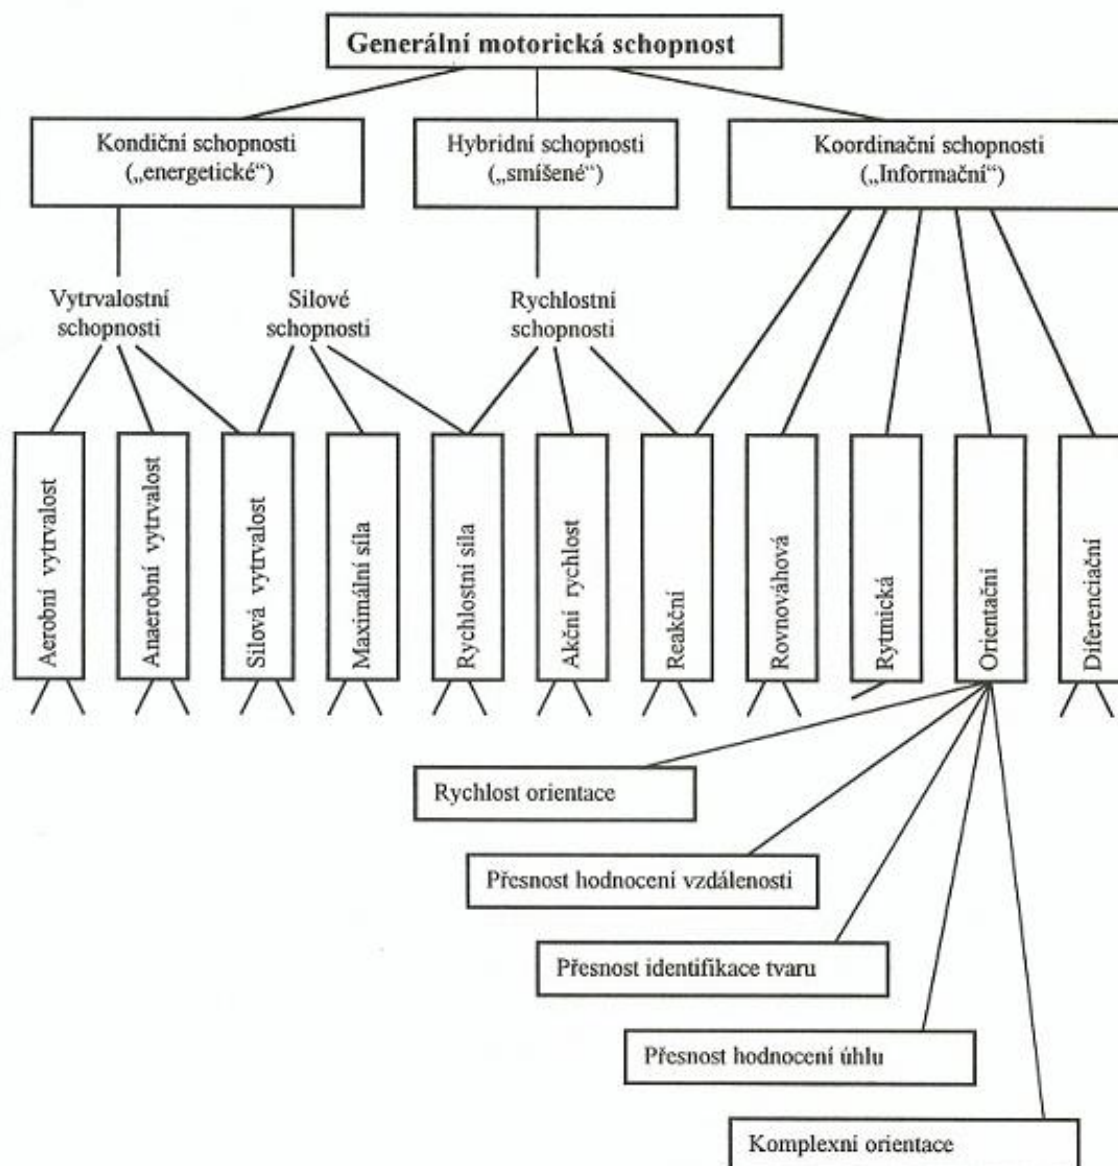 Generální motorická schopnost
Kondiční schopnosti
(„energetické“)
Hybridní schopnosti
(„smíšené“)
Koordinační schopnosti
(„Informační“)
Vytrvalostní
schopnosti
Silové
schopnosti
Rychlostní
schopnosti
Aerobní vytrvalost
Anaerobní vytrvalost
Silová vytrvalost
Maximální síla
Rychlostní síla
Akční rychlost
Reakční
Rovnováhová
Rytmická
Orientační
Diferenciační
Rychlost orientace
Přesnost hodnocení vzdálenosti
Přesnost identifikace tvaru
Přesnost hodnocení úhlu
Komplexní orientace